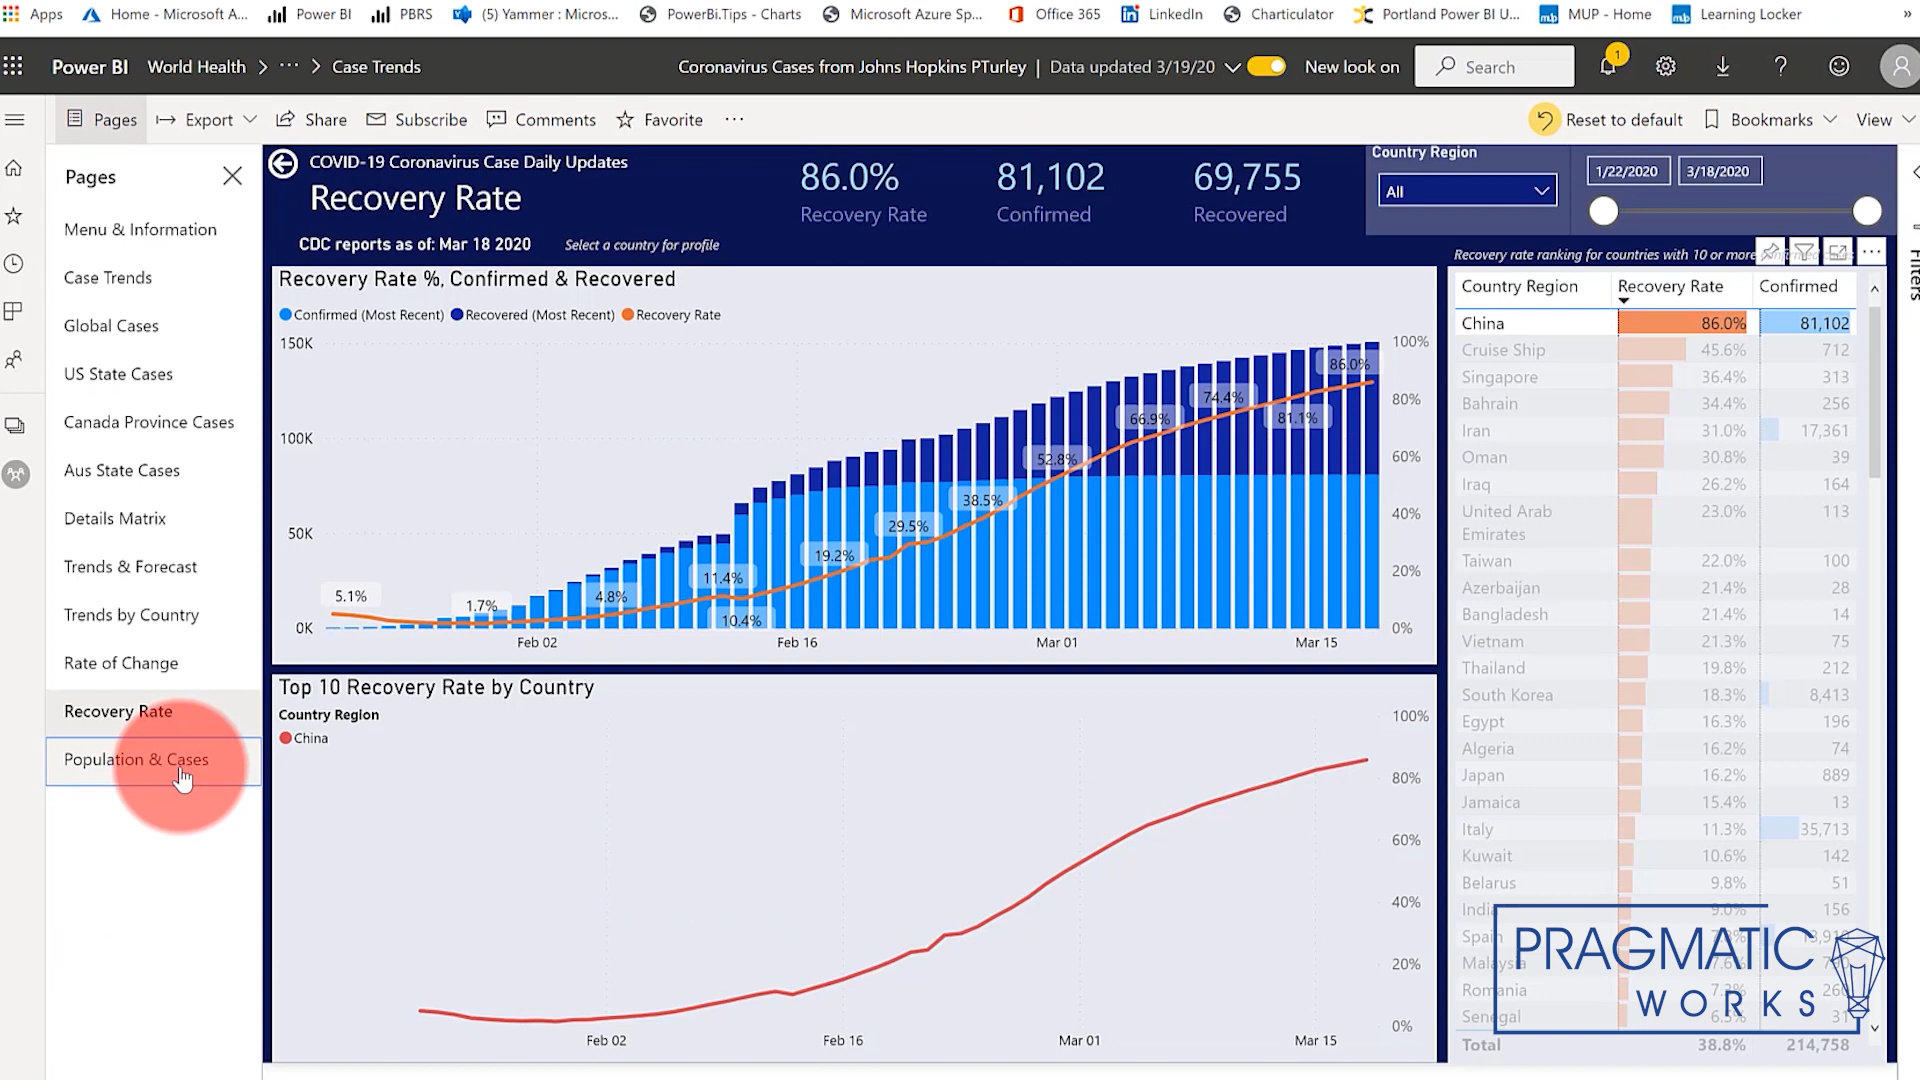 Apps
Home - Microsoft A...
Power BI
PBRS
(5) Yammer : Micros...
PowerBi.Tips - Charts
Microsoft Azure Sp...
Office 365
LinkedIn
Charticulator
Portland Power BI U...
MUP - Home
Learning Locker
»
Power BI World Health > ··· > Case Trends
Coronavirus Cases from Johns Hopkins PTurley | Data updated 3/19/20
New look on
Search
1
Pages
Export
Share
Subscribe
Comments
Favorite
···
Reset to default
Bookmarks
View
Pages
Menu & Information
Case Trends
Global Cases
US State Cases
Canada Province Cases
Aus State Cases
Details Matrix
Trends & Forecast
Trends by Country
Rate of Change
Recovery Rate
Population & Cases
COVID-19 Coronavirus Case Daily Updates
Recovery Rate
CDC reports as of: Mar 18 2020
Select a country for profile
86.0%
Recovery Rate
81,102
Confirmed
69,755
Recovered
Country Region
All
1/22/2020
3/18/2020
Filters
Recovery Rate %, Confirmed & Recovered
Confirmed (Most Recent) Recovered (Most Recent) Recovery Rate
150K
100K
50K
0K
100%
80%
60%
40%
20%
0%
5.1%
1.7%
4.8%
11.4%
10.4%
19.2%
29.5%
38.5%
52.8%
66.9%
74.4%
81.1%
86.0%
Feb 02
Feb 16
Mar 01
Mar 15
Top 10 Recovery Rate by Country
Country Region
China
100%
80%
60%
40%
20%
0%
Feb 02
Feb 16
Mar 01
Mar 15
Recovery rate ranking for countries with 10 or more
Country Region Recovery Rate Confirmed
China 86.0% 81,102
Cruise Ship 45.6% 712
Singapore 36.4% 313
Bahrain 34.4% 256
Iran 31.0% 17,361
Oman 30.8% 39
Iraq 26.2% 164
United Arab 23.0% 113
Emirates
Taiwan 22.0% 100
Azerbaijan 21.4% 28
Bangladesh 21.4% 14
Vietnam 21.3% 75
Thailand 19.8% 212
South Korea 18.3% 8,413
Egypt 16.3% 196
Algeria 16.2% 74
Japan 16.2% 889
Jamaica 15.4% 13
Italy 11.3% 35,713
Kuwait 10.6% 142
Belarus 9.8% 51
India 9.0% 156
Spain
Malaysia
Romania
Senegal
Total 38.8% 214,758
PRAGMATIC
WORKS